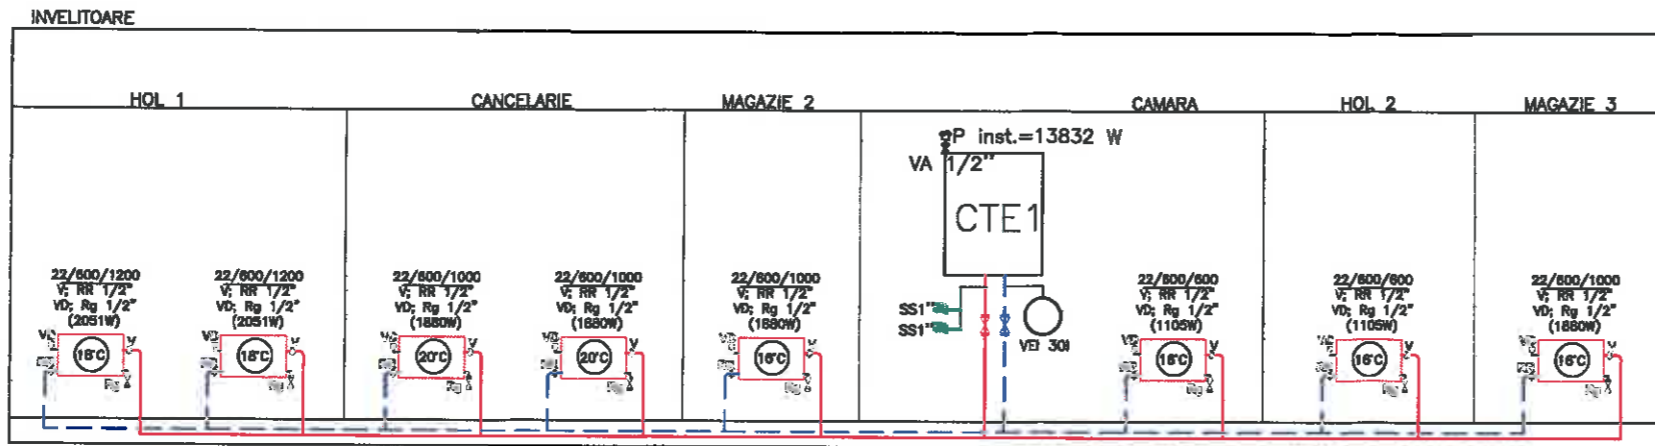 INVELITOARE
HOL 1
CANCELARIE
MAGAZIE 2
CAMARA
HOL 2
MAGAZIE 3
P inst.=13832 W
VA 1/2"
CTE1
22/600/1200
V; RR 1/2"
VD; Rg 1/2"
(2051W)
18°C
22/600/1200
V; RR 1/2"
VD; Rg 1/2"
(2051W)
18°C
22/600/1000
V; RR 1/2"
VD; Rg 1/2"
(1880W)
20°C
22/600/1000
V; RR 1/2"
VD; Rg 1/2"
(1880W)
20°C
22/600/1000
V; RR 1/2"
VD; Rg 1/2"
(1880W)
16°C
SS1"
SS1"
VEI 30l
22/600/600
V; RR 1/2"
VD; Rg 1/2"
(1105W)
18°C
22/600/600
V; RR 1/2"
VD; Rg 1/2"
(1105W)
16°C
22/600/1000
V; RR 1/2"
VD; Rg 1/2"
(1880W)
16°C